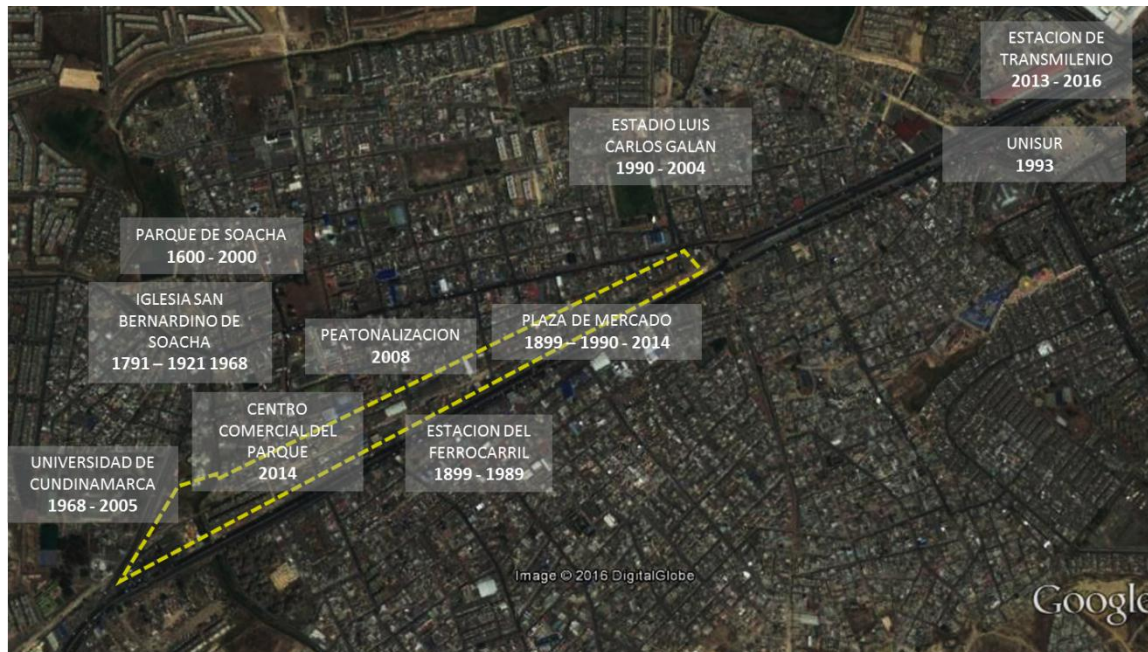 ESTACION DE
TRANSMILENIO
2013 - 2016
ESTADIO LUIS
CARLOS GALAN
1990 - 2004
UNISUR
1993
PARQUE DE SOACHA
1600 - 2000
IGLESIA SAN
BERNARDINO DE
SOACHA
1791 – 1921 1968
PEATONALIZACION
2008
PLAZA DE MERCADO
1899 – 1990 - 2014
CENTRO
COMERCIAL DEL
PARQUE
2014
ESTACION DEL
FERROCARRIL
1899 - 1989
UNIVERSIDAD DE
CUNDINAMARCA
1968 - 2005
Image © 2016 DigitalGlobe
Google